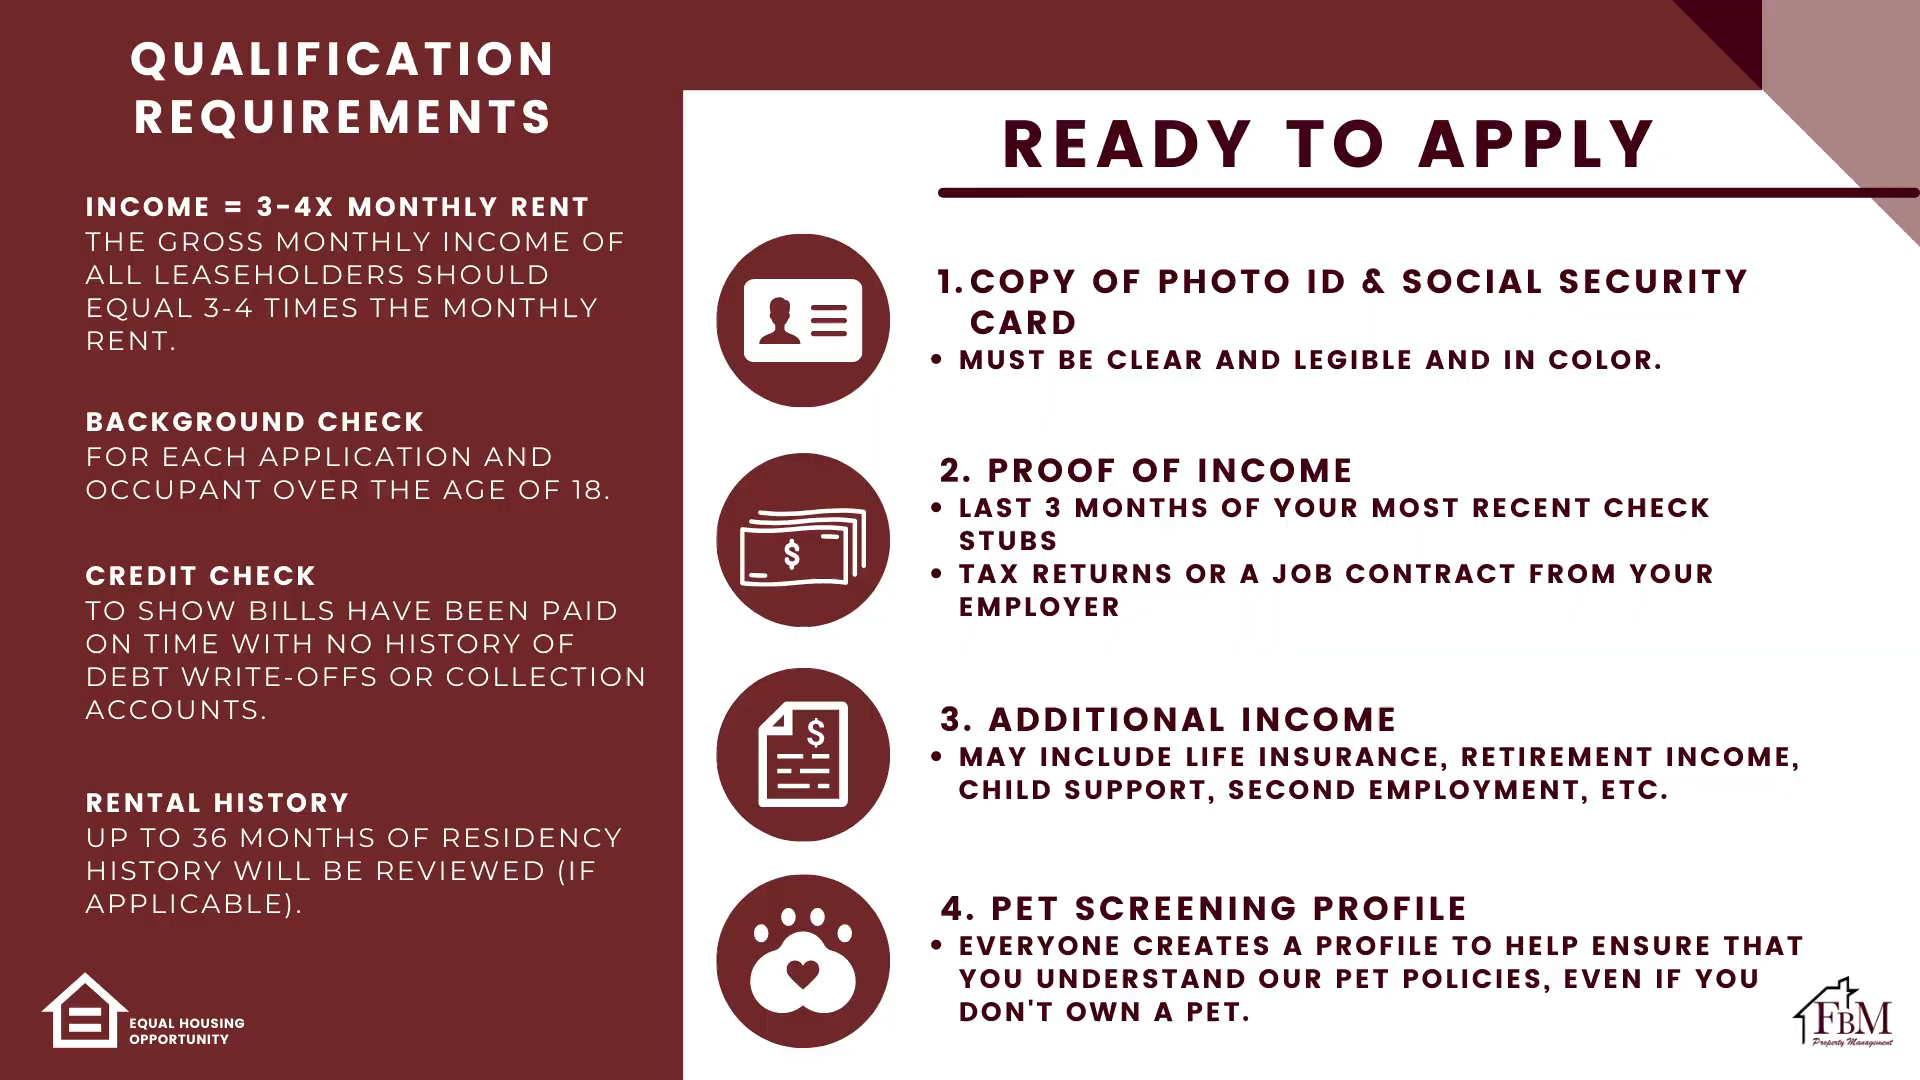 QUALIFICATION
REQUIREMENTS
INCOME = 3-4X MONTHLY RENT
THE GROSS MONTHLY INCOME OF
ALL LEASEHOLDERS SHOULD
EQUAL 3-4 TIMES THE MONTHLY
RENT.
BACKGROUND CHECK
FOR EACH APPLICATION AND
OCCUPANT OVER THE AGE OF 18.
CREDIT CHECK
TO SHOW BILLS HAVE BEEN PAID
ON TIME WITH NO HISTORY OF
DEBT WRITE-OFFS OR COLLECTION
ACCOUNTS.
RENTAL HISTORY
UP TO 36 MONTHS OF RESIDENCY
HISTORY WILL BE REVIEWED (IF
APPLICABLE).
EQUAL HOUSING
OPPORTUNITY
READY TO APPLY
1. COPY OF PHOTO ID & SOCIAL SECURITY
CARD
• MUST BE CLEAR AND LEGIBLE AND IN COLOR.
$
2. PROOF OF INCOME
• LAST 3 MONTHS OF YOUR MOST RECENT CHECK
STUBS
• TAX RETURNS OR A JOB CONTRACT FROM YOUR
EMPLOYER
$
3. ADDITIONAL INCOME
• MAY INCLUDE LIFE INSURANCE, RETIREMENT INCOME,
CHILD SUPPORT, SECOND EMPLOYMENT, ETC.
4. PET SCREENING PROFILE
• EVERYONE CREATES A PROFILE TO HELP ENSURE THAT
YOU UNDERSTAND OUR PET POLICIES, EVEN IF YOU
DON'T OWN A PET.
FBM
Property Management